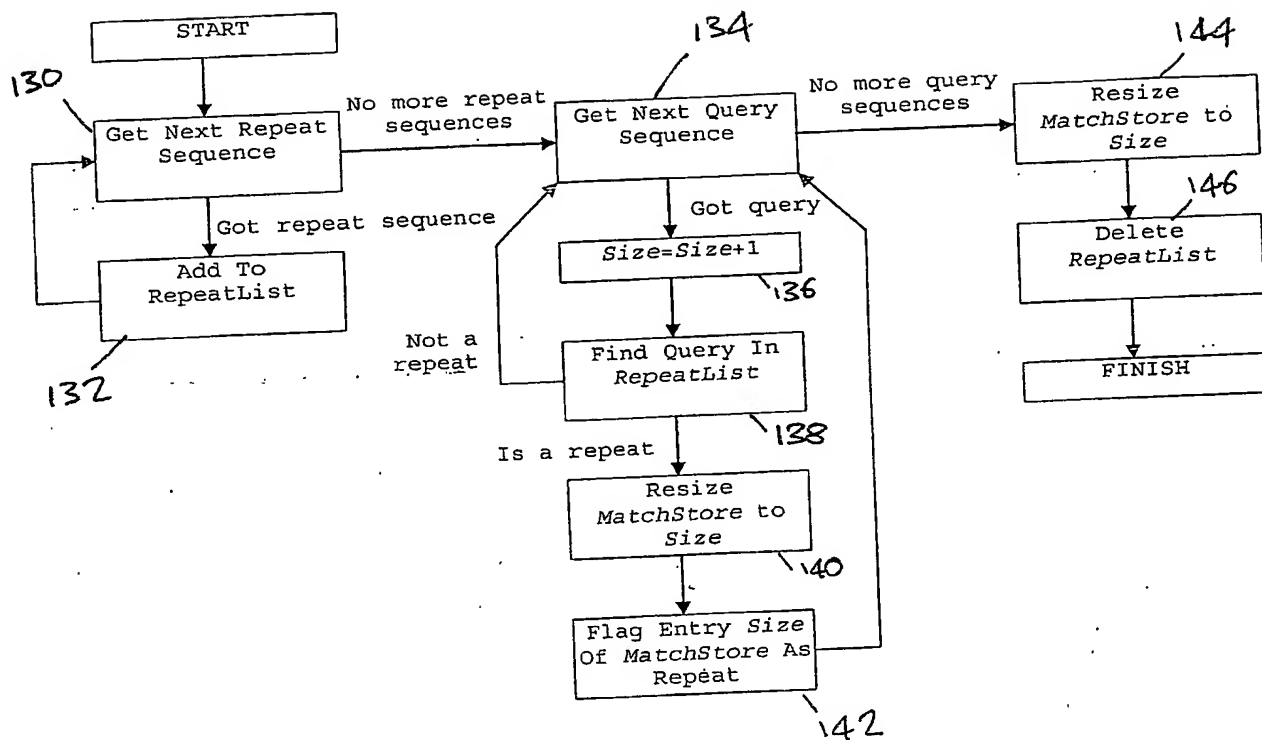 START
130
Get Next Repeat
Sequence
No more repeat
sequences
134
Get Next Query
Sequence
No more query
sequences
144
Resize
MatchStore to
Size
Got repeat sequence
Add To
RepeatList
132
Got query
Size=Size+1
136
Not a
repeat
Find Query In
RepeatList
138
Is a repeat
Resize
MatchStore to
Size
140
Flag Entry Size
Of MatchStore As
Repeat
142
146
Delete
RepeatList
FINISH